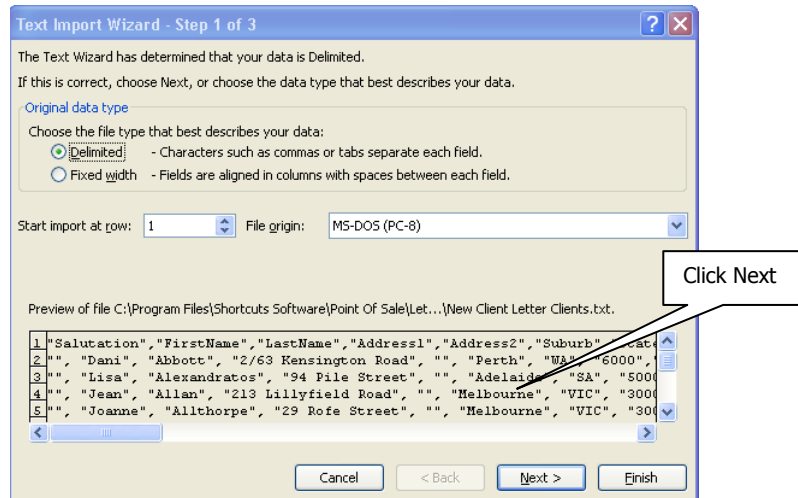 Text Import Wizard - Step 1 of 3
The Text Wizard has determined that your data is Delimited.
If this is correct, choose Next, or choose the data type that best describes your data.
Original data type
Choose the file type that best describes your data:
Delimited - Characters such as commas or tabs separate each field.
Fixed width - Fields are aligned in columns with spaces between each field.
Start import at row: 1 File origin: MS-DOS (PC-8)
Click Next
Preview of file C:\Program Files\Shortcuts Software\Point Of Sale\Let...\New Client Letter Clients.txt.
1 "Salutation","FirstName","LastName","Address1","Address2","Suburb",
2 "", "Dani", "Abbott", "2/63 Kensington Road", "", "Perth", "WA", "6000",
3 "", "Lisa", "Alexandratos", "94 Pile Street", "", "Adelaide", "SA", "5000
4 "", "Jean", "Allan", "213 Lillyfield Road", "", "Melbourne", "VIC", "300
5 "", "Joanne", "Allthorpe", "29 Rofe Street", "", "Melbourne", "VIC", "300
Cancel < Back Next > Finish